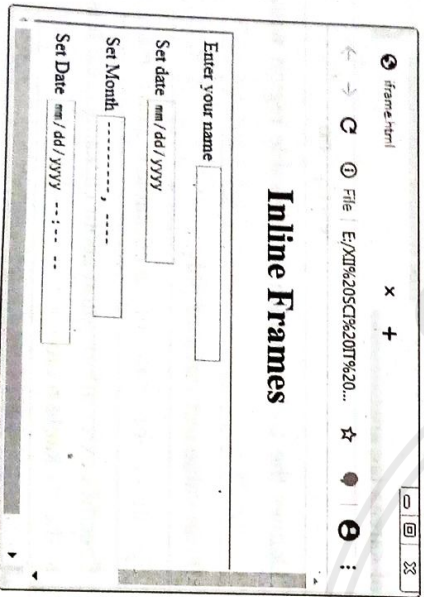 iframe.html × +
File E:/XII%20SCI%20IT%20...
Inline Frames
Enter your name
Set date mm/dd/yyyy
Set Month ---------, ----
Set Date mm/dd/yyyy --:-- --